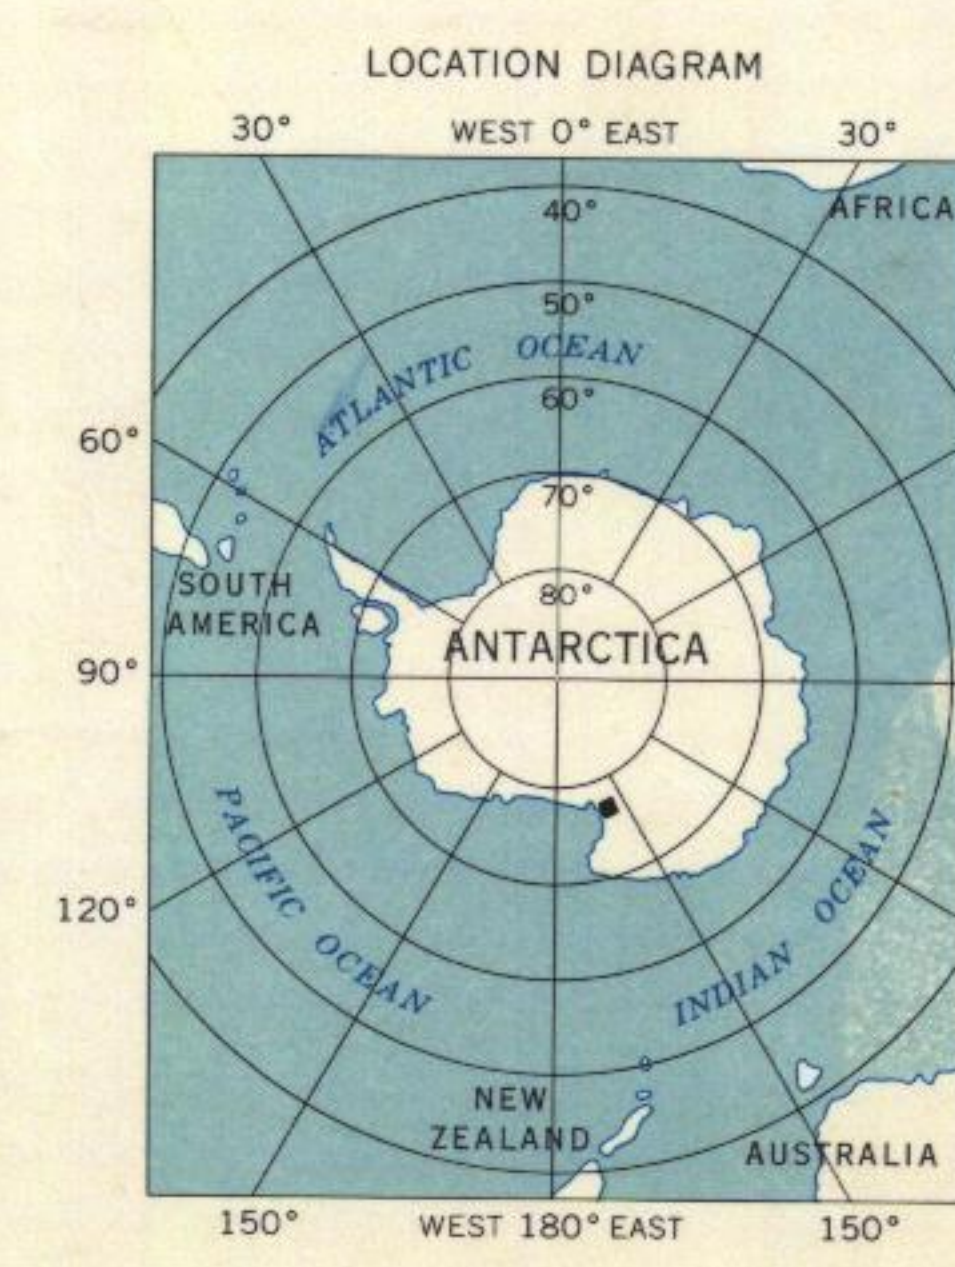 LOCATION DIAGRAM
30° WEST 0° EAST 30°
AFRICA
40°
50°
ATLANTIC OCEAN
60°
60°
70°
SOUTH
AMERICA
80°
ANTARCTICA
90°
PACIFIC OCEAN
INDIAN OCEAN
120°
NEW
ZEALAND
AUSTRALIA
150° WEST 180° EAST 150°